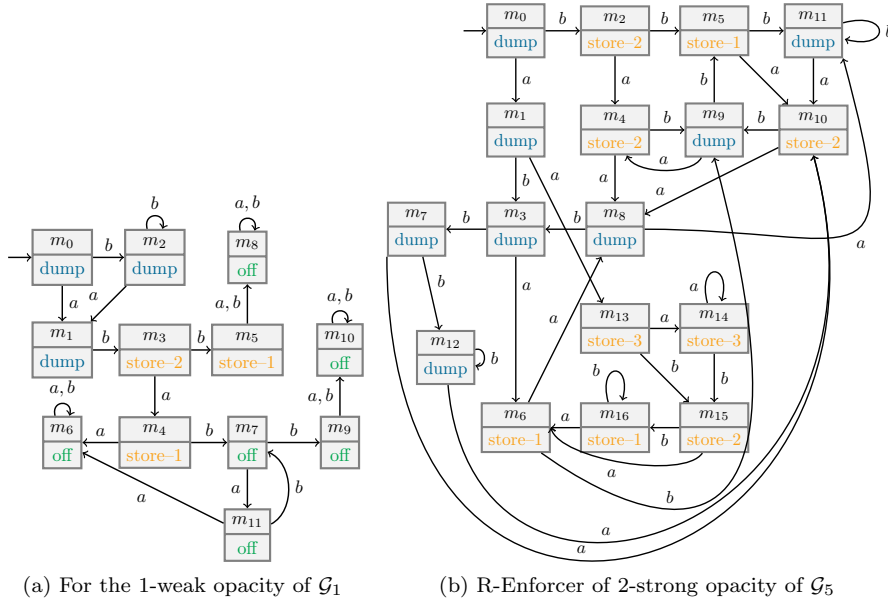 m0 b m2 b m5 b m11
dump store–2 store–1 dump b
a a a a
m1 m4 b m9 b m10
dump store–2 dump store–2
b b a a a a
m7 b m3 b m8
dump dump dump a
b a a
m13 a m14 a
store–3 store–3
m12 b b b
dump
m6 a m16 b b m15
store–1 store–1 store–2
a b a a
m0 b m2 b m8 a, b
dump dump off
a a a, b
m1 b m3 b m5 m10 a, b
dump store–2 store–1 off
a, b a a, b
m6 a m4 b m7 b m9
off store–1 off off
a a b
m11
off
(a) For the 1-weak opacity of 𝒢1
(b) R-Enforcer of 2-strong opacity of 𝒢5